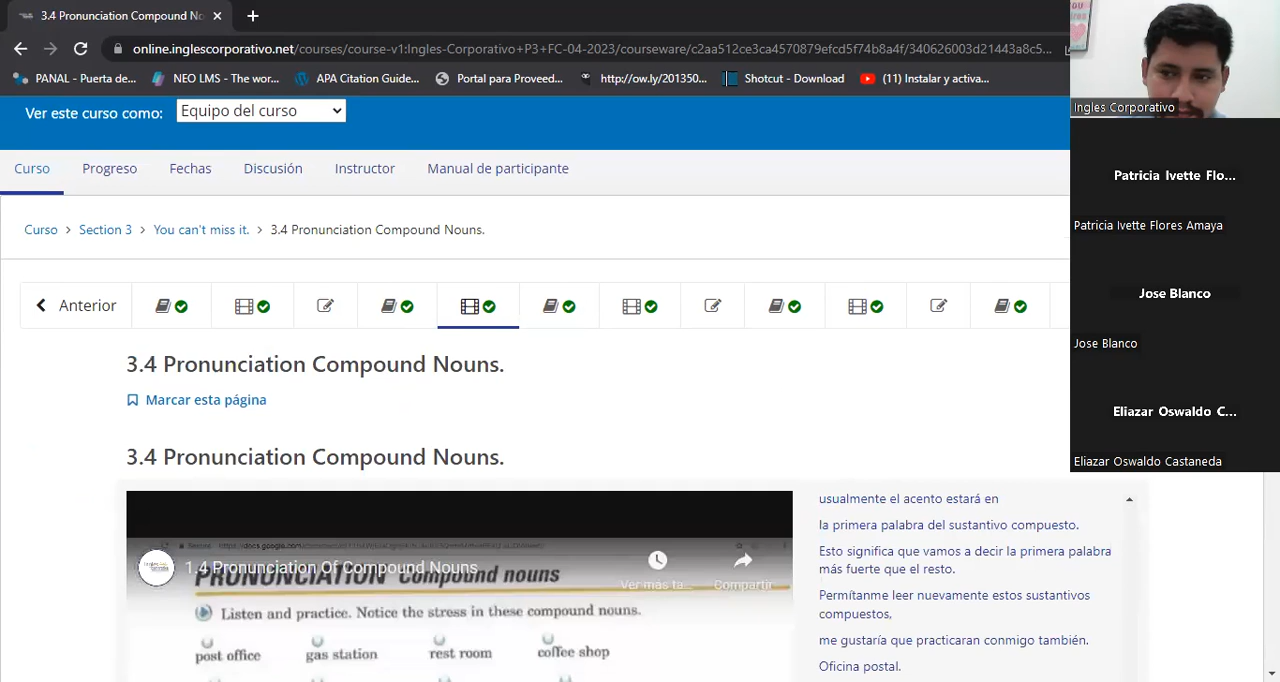 3.4 Pronunciation Compound No
online.inglescorporativo.net/courses/course-v1:Ingles-Corporativo+P3+FC-04-2023/courseware/c2aa512ce3ca4570879efcd5f74b8a4f/340626003d21443a8c5...
PANAL - Puerta de...
NEO LMS - The wor...
APA Citation Guide...
Portal para Proveed...
http://ow.ly/201350...
Shotcut - Download
(11) Instalar y activa...
Ver este curso como:
Equipo del curso
Curso
Progreso
Fechas
Discusión
Instructor
Manual de participante
Curso > Section 3 > You can't miss it. > 3.4 Pronunciation Compound Nouns.
Anterior
3.4 Pronunciation Compound Nouns.
Marcar esta página
3.4 Pronunciation Compound Nouns.
1.4 Pronunciation Of Compound Nouns
Ver más ta...
Compartir
PRONUNCIATION Compound nouns
Listen and practice. Notice the stress in these compound nouns.
post office
gas station
rest room
coffee shop
usualmente el acento estará en
la primera palabra del sustantivo compuesto.
Esto significa que vamos a decir la primera palabra
más fuerte que el resto.
Permítanme leer nuevamente estos sustantivos
compuestos,
me gustaría que practicaran conmigo también.
Oficina postal.
Ingles Corporativo
Patricia Ivette Flo...
Patricia Ivette Flores Amaya
Jose Blanco
Jose Blanco
Eliazar Oswaldo C...
Eliazar Oswaldo Castaneda